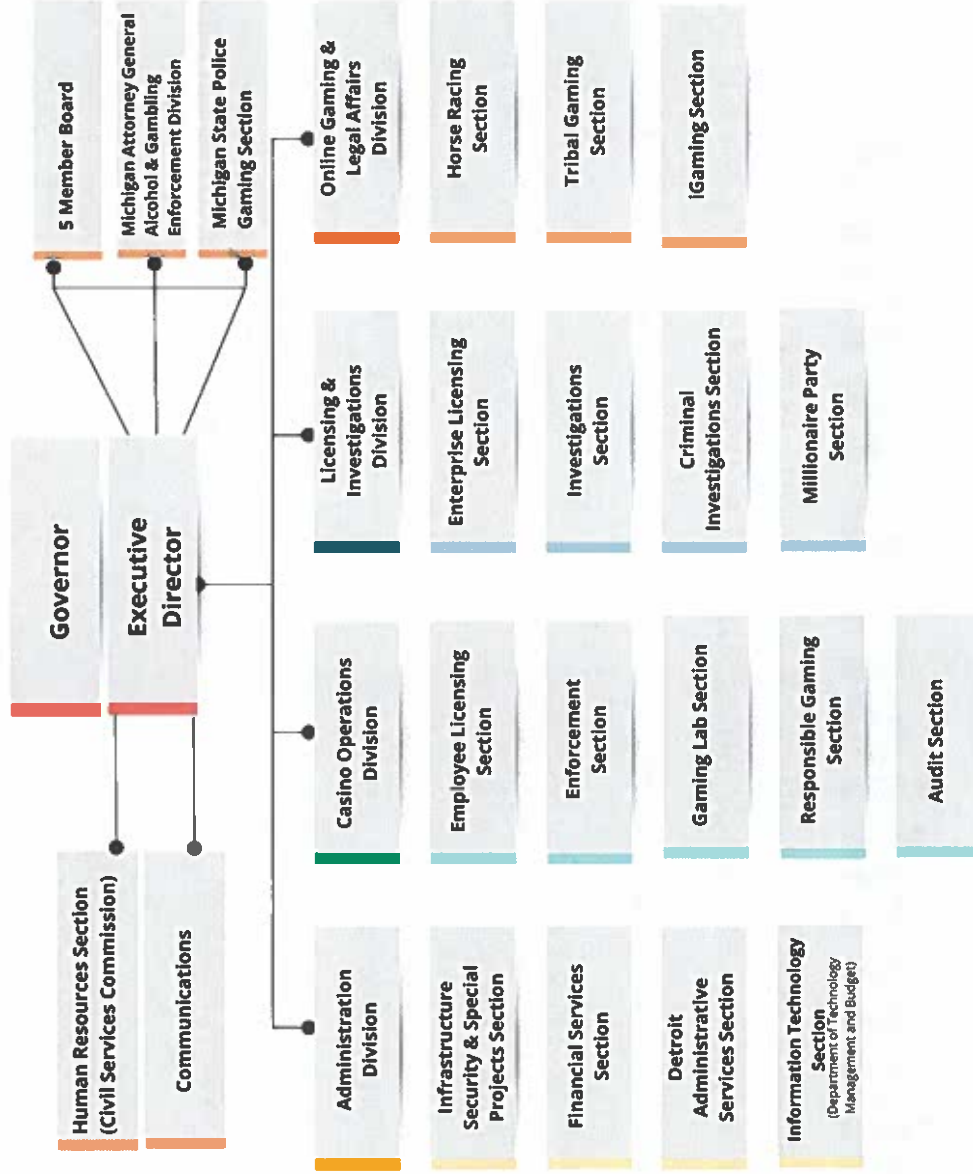 Governor
Executive
Director
Human Resources Section
(Civil Services Commission)
Communications
5 Member Board
Michigan Attorney General
Alcohol & Gambling
Enforcement Division
Michigan State Police
Gaming Section
Administration
Division
Infrastructure
Security & Special
Projects Section
Financial Services
Section
Detroit
Administrative
Services Section
Information Technology
Section
(Department of Technology
Management and Budget)
Casino Operations
Division
Employee Licensing
Section
Enforcement
Section
Gaming Lab Section
Responsible Gaming
Section
Audit Section
Licensing &
Investigations
Division
Enterprise Licensing
Section
Investigations
Section
Criminal
Investigations Section
Millionaire Party
Section
Online Gaming &
Legal Affairs
Division
Horse Racing
Section
Tribal Gaming
Section
iGaming Section